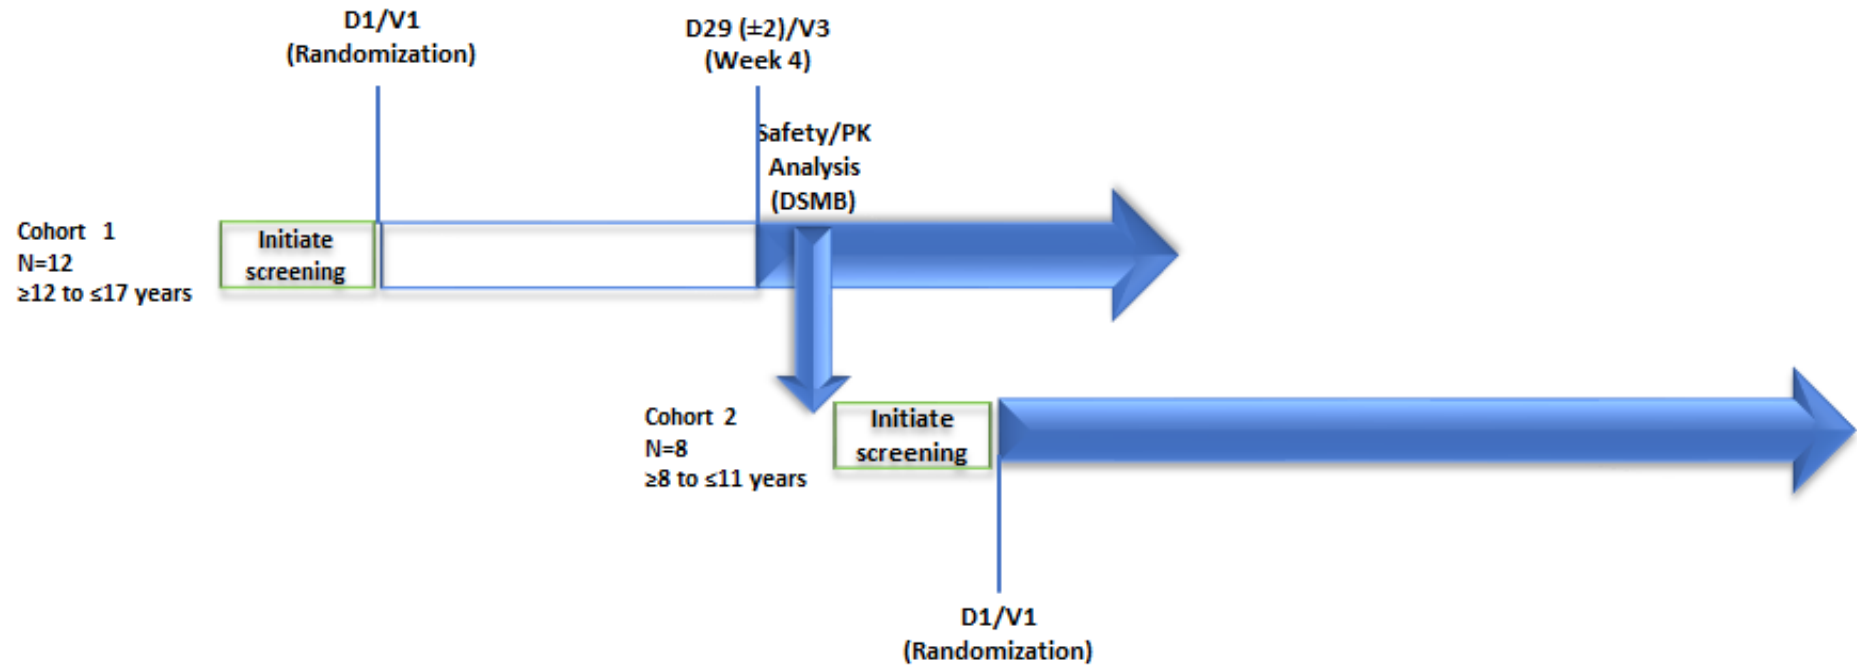 D1/V1
(Randomization)
D29 (±2)/V3
(Week 4)
Safety/PK
Analysis
(DSMB)
Cohort 1
N=12
≥12 to ≤17 years
Initiate
screening
Cohort 2
N=8
≥8 to ≤11 years
Initiate
screening
D1/V1
(Randomization)